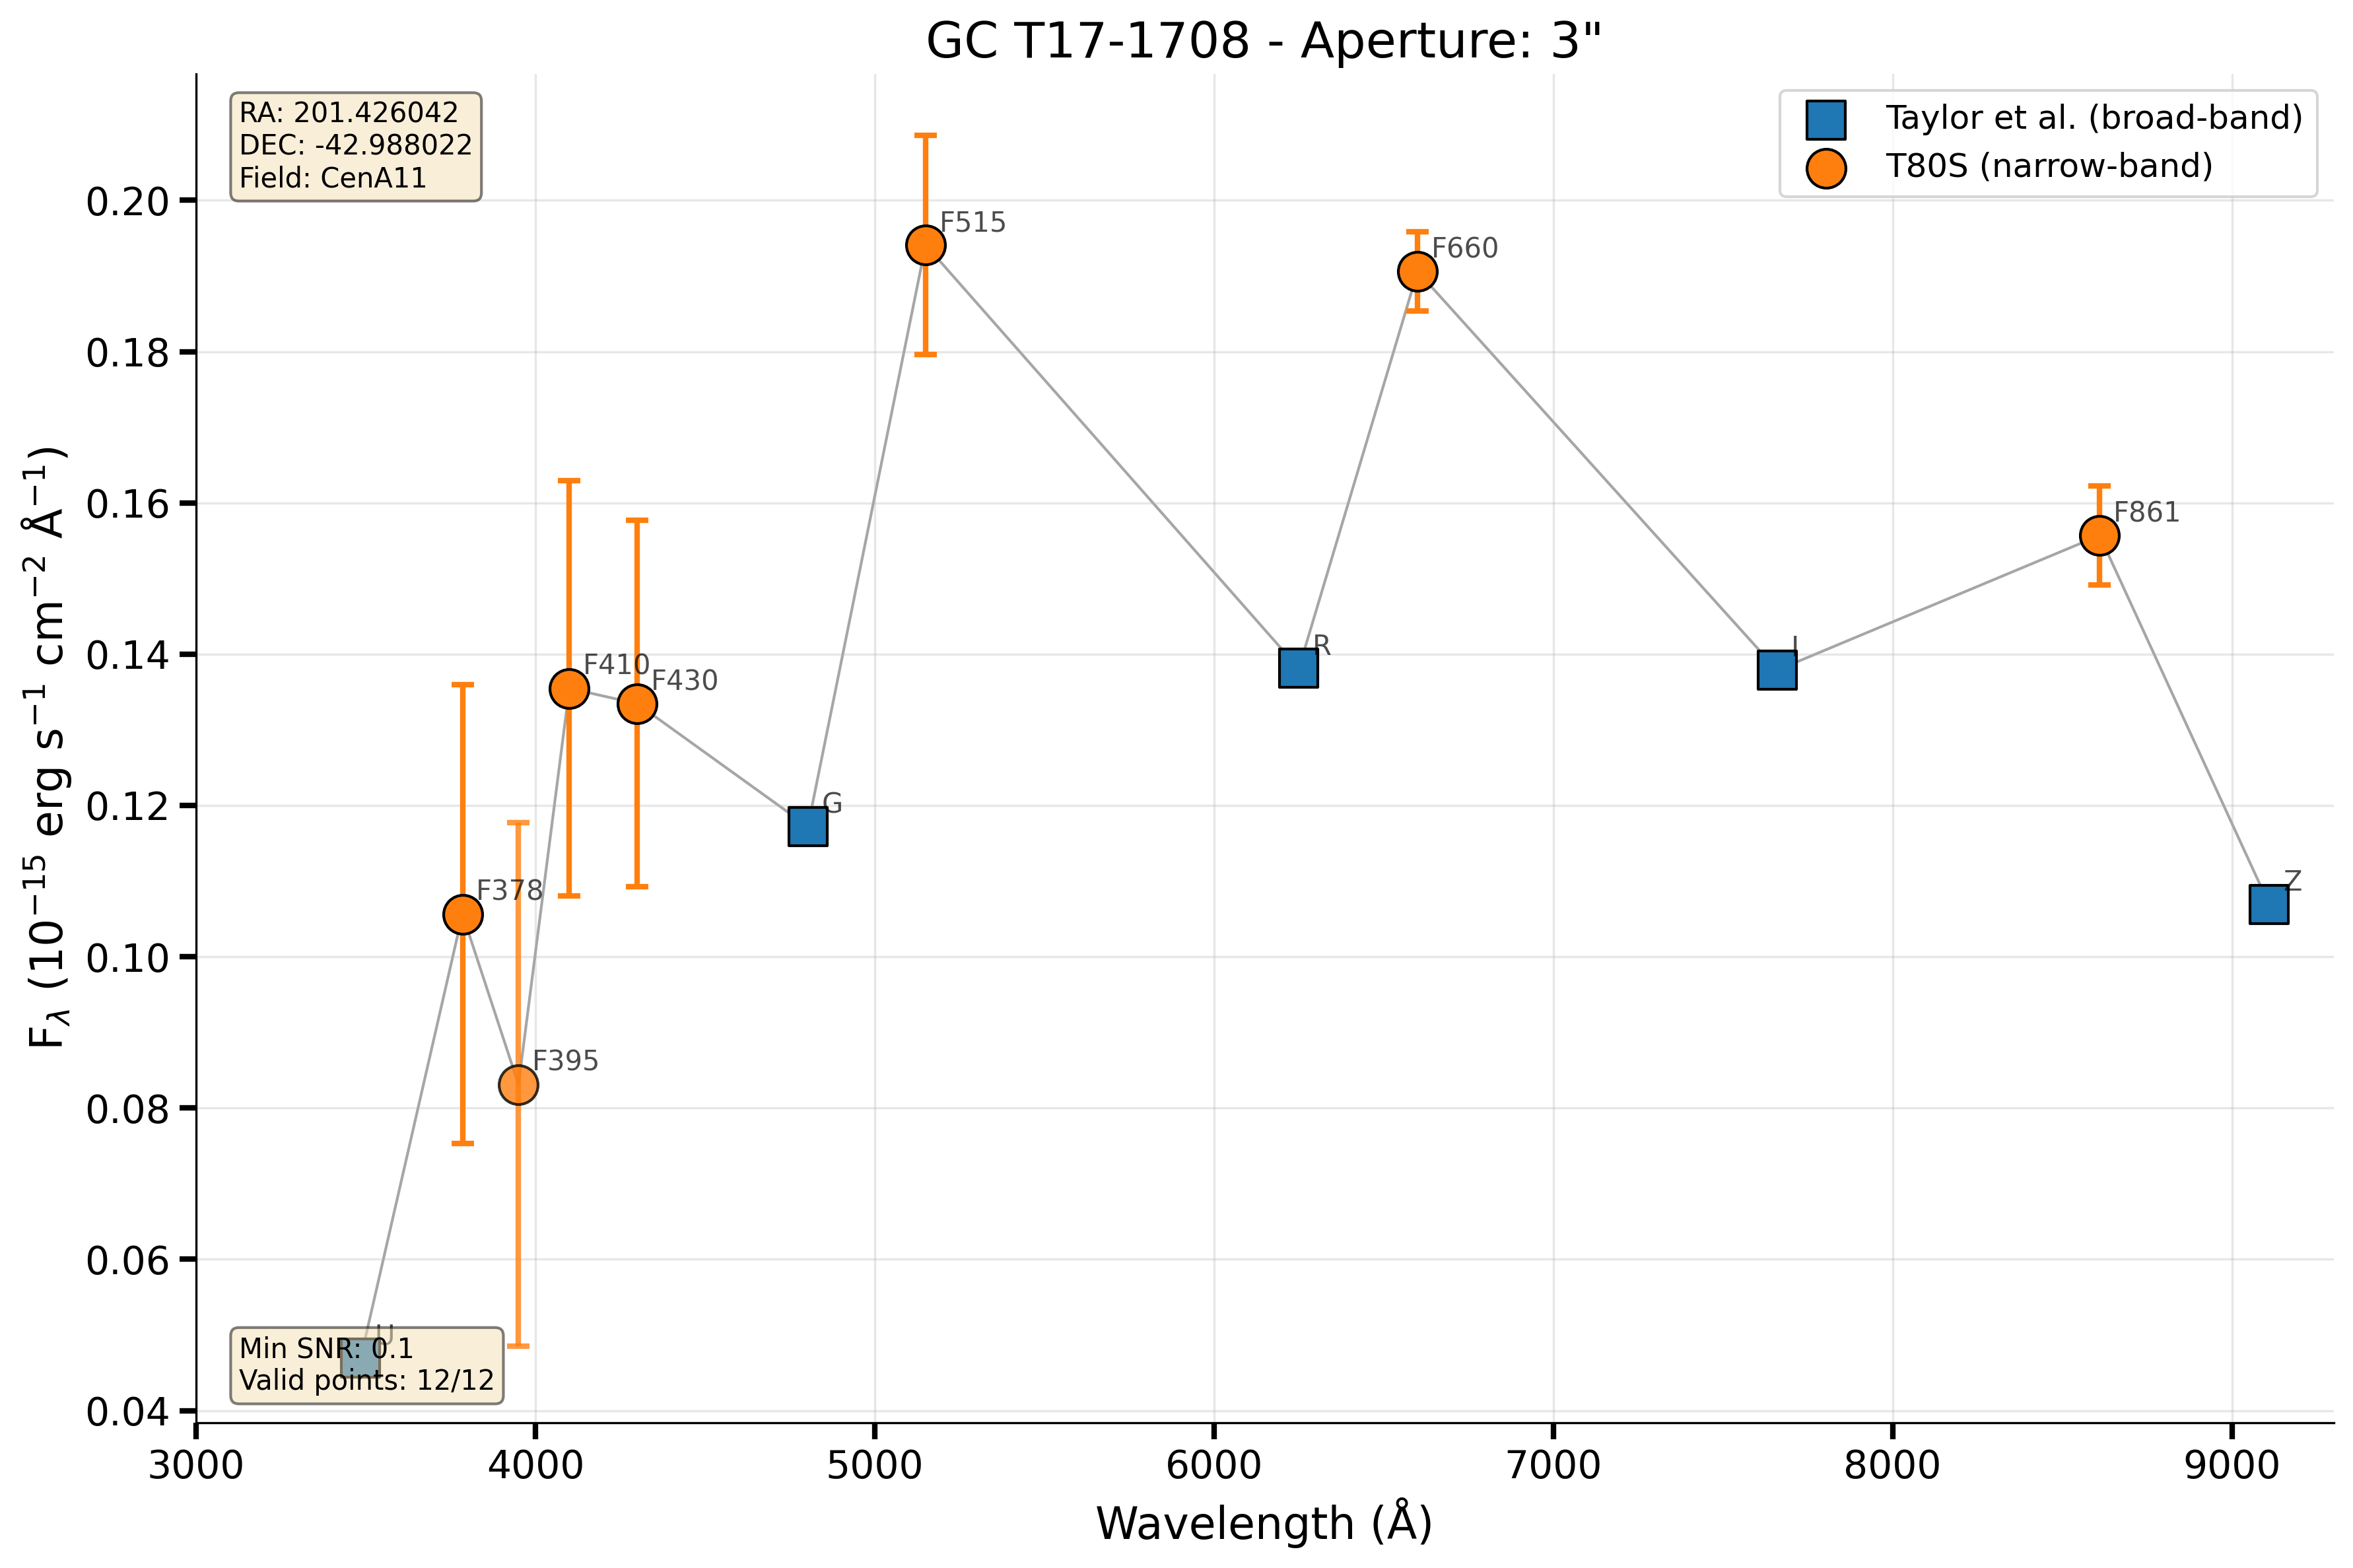 GC T17-1708 - Aperture: 3"
RA: 201.426042
DEC: -42.988022
Field: CenA11
Taylor et al. (broad-band)
T80S (narrow-band)
F515
F660
F861
R
I
F410
F430
G
F378
Z
F395
U
Min SNR: 0.1
Valid points: 12/12
0.20
0.18
0.16
0.14
0.12
0.10
0.08
0.06
0.04
F$_{λ}$ (10⁻¹⁵ erg s⁻¹ cm⁻² Å⁻¹)
3000 4000 5000 6000 7000 8000 9000
Wavelength (Å)